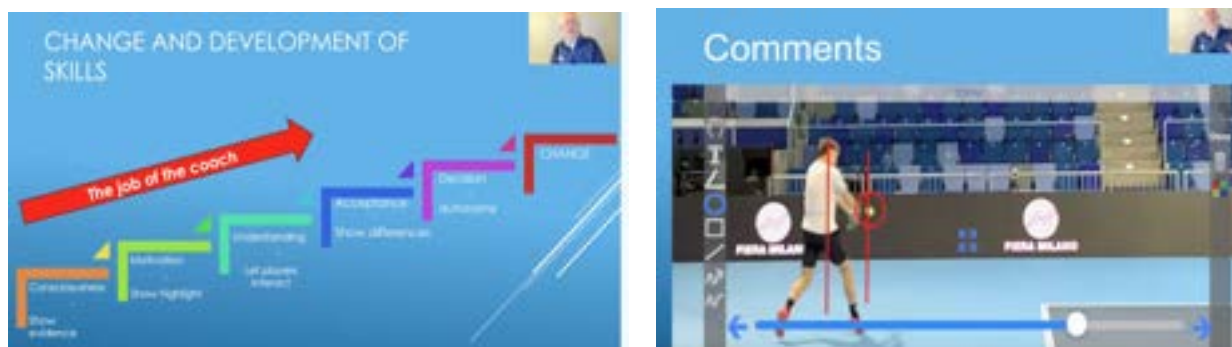 CHANGE AND DEVELOPMENT OF
SKILLS
The job of the coach
Consciousness
Show
evidence
Motivation
Show highlight
Understanding
Let players
interact
Acceptance
Show differences
Decision
Autonomy
CHANGE
Comments
FIERA MILANO
FIERA MILANO